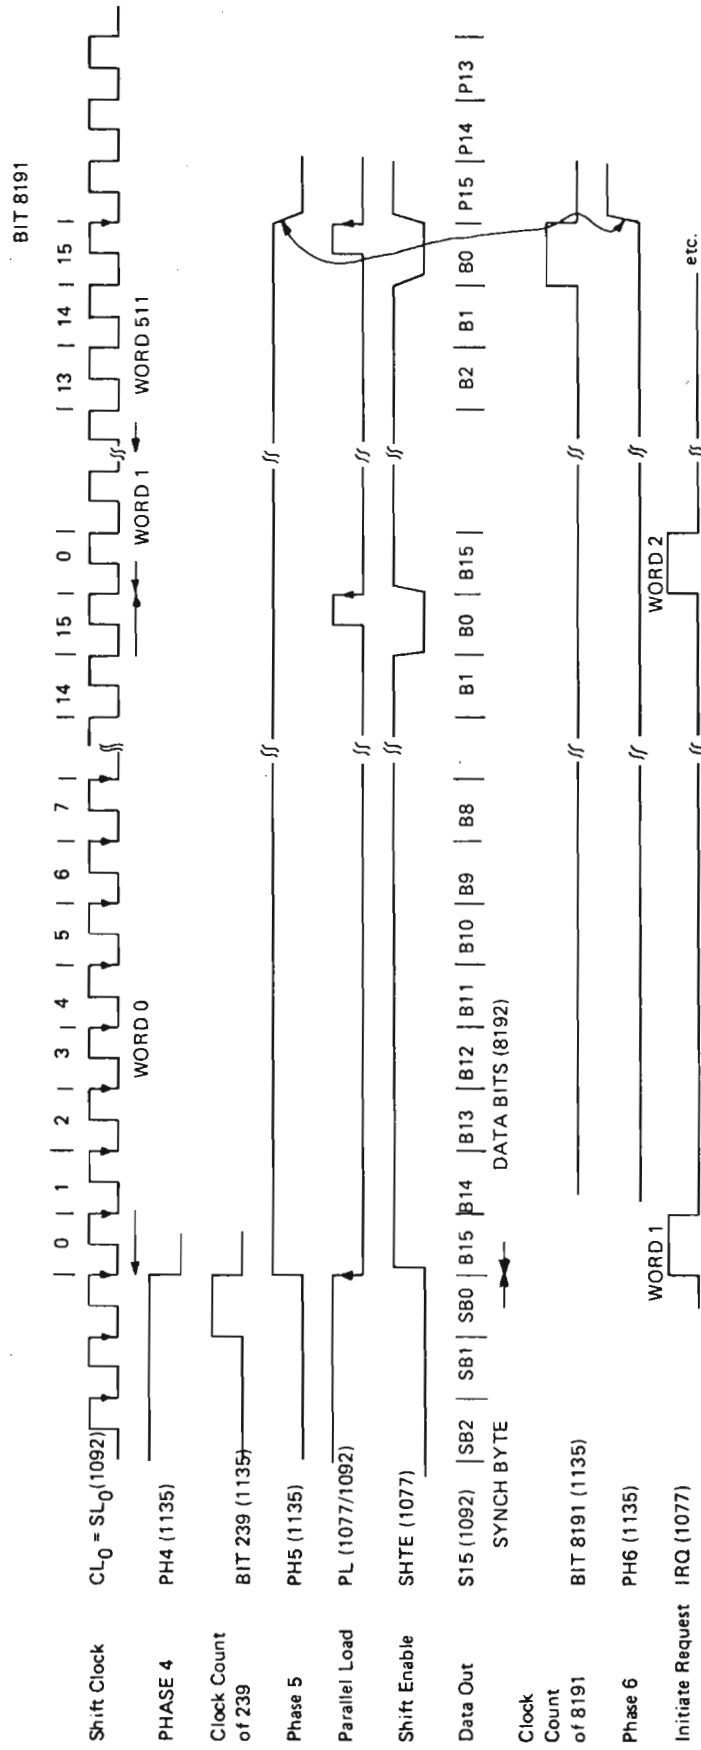 BIT 8191
| 0 | 1 | 2 | 3 | 4 | 5 | 6 | 7 | | 14 | 15 | 0 | | 13 | 14 | 15 |
Shift Clock CL0 = SL0 (1092)
WORD 0 WORD 1 WORD 511
PHASE 4 PH4 (1135)
Clock Count of 239 BIT 239 (1135)
Phase 5 PH5 (1135)
Parallel Load PL (1077/1092)
Shift Enable SHTE (1077)
Data Out S15 (1092) | SB2 | SB1 | SB0 | B15 | B14 | B13 | B12 | B11 | B10 | B9 | B8 | | B1 | B0 | B15 | | B2 | B1 | B0 | P15 | P14 | P13 |
SYNCH BYTE DATA BITS (8192)
Clock Count of 8191 BIT 8191 (1135)
Phase 6 PH6 (1135)
WORD 1 WORD 2
Initiate Request IRQ (1077) etc.